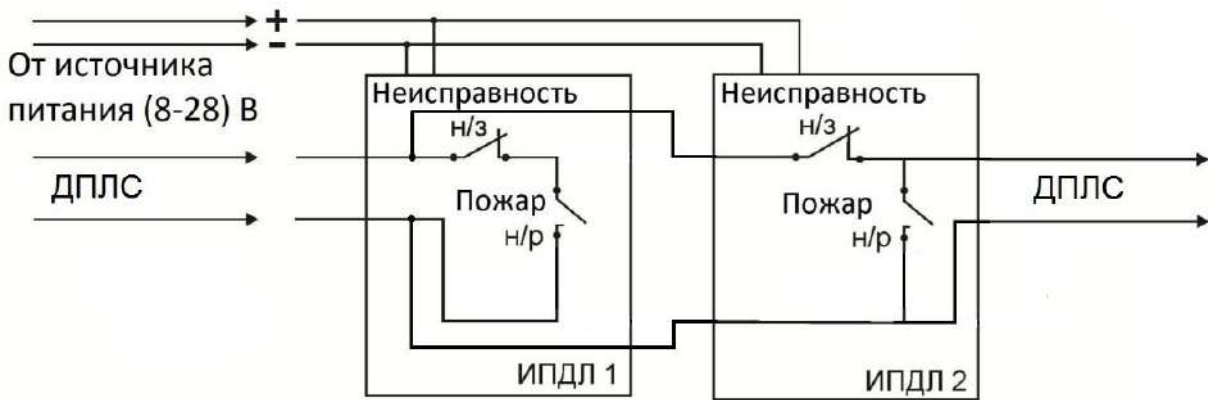 +
-
От источника
питания (8-28) В
ДПЛС
Неисправность
н/з
Пожар
н/р
ИПДЛ 1
Неисправность
н/з
Пожар
н/р
ИПДЛ 2
ДПЛС